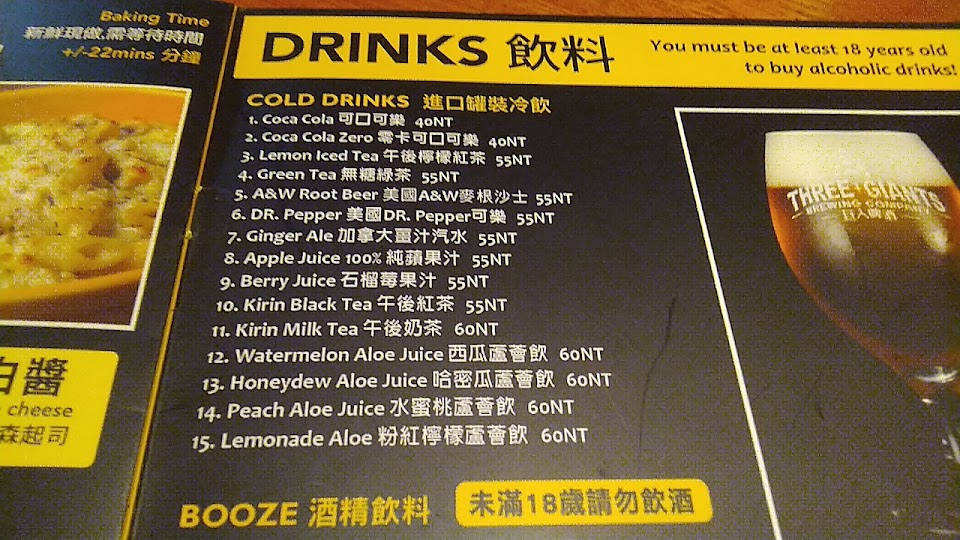 Baking Time
新鮮現做,需等待時間
+/-22mins 分鐘
白醬
cheese
森起司
DRINKS 飲料
You must be at least 18 years old
to buy alcoholic drinks!
COLD DRINKS 進口罐裝冷飲
1. Coca Cola 可口可樂 40NT
2. Coca Cola Zero 零卡可口可樂 40NT
3. Lemon Iced Tea 午後檸檬紅茶 55NT
4. Green Tea 無糖綠茶 55NT
5. A&W Root Beer 美國A&W麥根沙士 55NT
6. DR. Pepper 美國DR. Pepper可樂 55NT
7. Ginger Ale 加拿大薑汁汽水 55NT
8. Apple Juice 100% 純蘋果汁 55NT
9. Berry Juice 石榴莓果汁 55NT
10. Kirin Black Tea 午後紅茶 55NT
11. Kirin Milk Tea 午後奶茶 60NT
12. Watermelon Aloe Juice 西瓜蘆薈飲 60NT
13. Honeydew Aloe Juice 哈密瓜蘆薈飲 60NT
14. Peach Aloe Juice 水蜜桃蘆薈飲 60NT
15. Lemonade Aloe 粉紅檸檬蘆薈飲 60NT
BOOZE 酒精飲料
未滿18歲請勿飲酒
THREE GIANTS
BREWING COMPANY
巨人啤酒